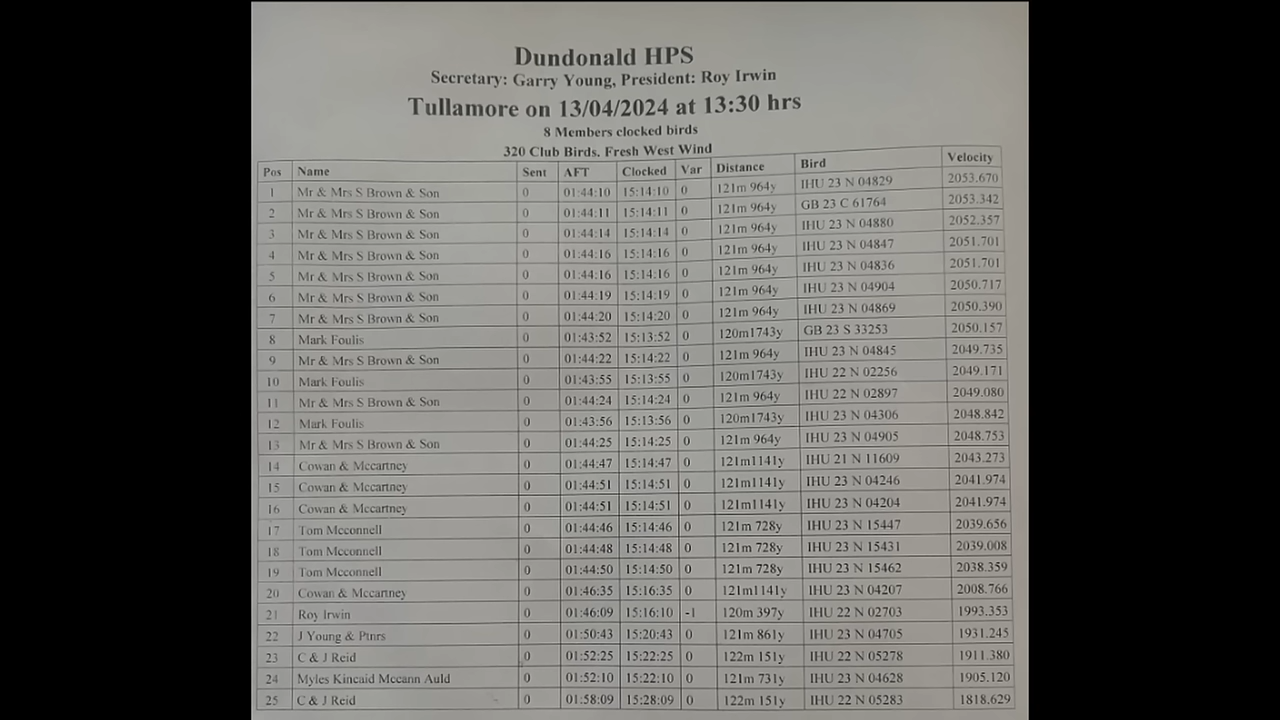 Dundonald HPS
Secretary: Garry Young, President: Roy Irwin
Tullamore on 13/04/2024 at 13:30 hrs
8 Members clocked birds
320 Club Birds. Fresh West Wind
Pos Name Sent AFT Clocked Var Distance Bird Velocity
1 Mr & Mrs S Brown & Son 0 01:44:10 15:14:10 0 121m 964y IHU 23 N 04829 2053.670
2 Mr & Mrs S Brown & Son 0 01:44:11 15:14:11 0 121m 964y GB 23 C 61764 2053.342
3 Mr & Mrs S Brown & Son 0 01:44:14 15:14:14 0 121m 964y IHU 23 N 04880 2052.357
4 Mr & Mrs S Brown & Son 0 01:44:16 15:14:16 0 121m 964y IHU 23 N 04847 2051.701
5 Mr & Mrs S Brown & Son 0 01:44:16 15:14:16 0 121m 964y IHU 23 N 04836 2051.701
6 Mr & Mrs S Brown & Son 0 01:44:19 15:14:19 0 121m 964y IHU 23 N 04904 2050.717
7 Mr & Mrs S Brown & Son 0 01:44:20 15:14:20 0 121m 964y IHU 23 N 04869 2050.390
8 Mark Foulis 0 01:43:52 15:13:52 0 120m1743y GB 23 S 33253 2050.157
9 Mr & Mrs S Brown & Son 0 01:44:22 15:14:22 0 121m 964y IHU 23 N 04845 2049.735
10 Mark Foulis 0 01:43:55 15:13:55 0 120m1743y IHU 22 N 02256 2049.171
11 Mr & Mrs S Brown & Son 0 01:44:24 15:14:24 0 121m 964y IHU 22 N 02897 2049.080
12 Mark Foulis 0 01:43:56 15:13:56 0 120m1743y IHU 23 N 04306 2048.842
13 Mr & Mrs S Brown & Son 0 01:44:25 15:14:25 0 121m 964y IHU 23 N 04905 2048.753
14 Cowan & Mccartney 0 01:44:47 15:14:47 0 121m1141y IHU 21 N 11609 2043.273
15 Cowan & Mccartney 0 01:44:51 15:14:51 0 121m1141y IHU 23 N 04246 2041.974
16 Cowan & Mccartney 0 01:44:51 15:14:51 0 121m1141y IHU 23 N 04204 2041.974
17 Tom Mcconnell 0 01:44:46 15:14:46 0 121m 728y IHU 23 N 15447 2039.656
18 Tom Mcconnell 0 01:44:48 15:14:48 0 121m 728y IHU 23 N 15431 2039.008
19 Tom Mcconnell 0 01:44:50 15:14:50 0 121m 728y IHU 23 N 15462 2038.359
20 Cowan & Mccartney 0 01:46:35 15:16:35 0 121m1141y IHU 23 N 04207 2008.766
21 Roy Irwin 0 01:46:09 15:16:10 -1 120m 397y IHU 22 N 02703 1993.353
22 J Young & Ptnrs 0 01:50:43 15:20:43 0 121m 861y IHU 23 N 04705 1931.245
23 C & J Reid 0 01:52:25 15:22:25 0 122m 151y IHU 22 N 05278 1911.380
24 Myles Kincaid Mccann Auld 0 01:52:10 15:22:10 0 121m 731y IHU 23 N 04628 1905.120
25 C & J Reid 0 01:58:09 15:28:09 0 122m 151y IHU 22 N 05283 1818.629